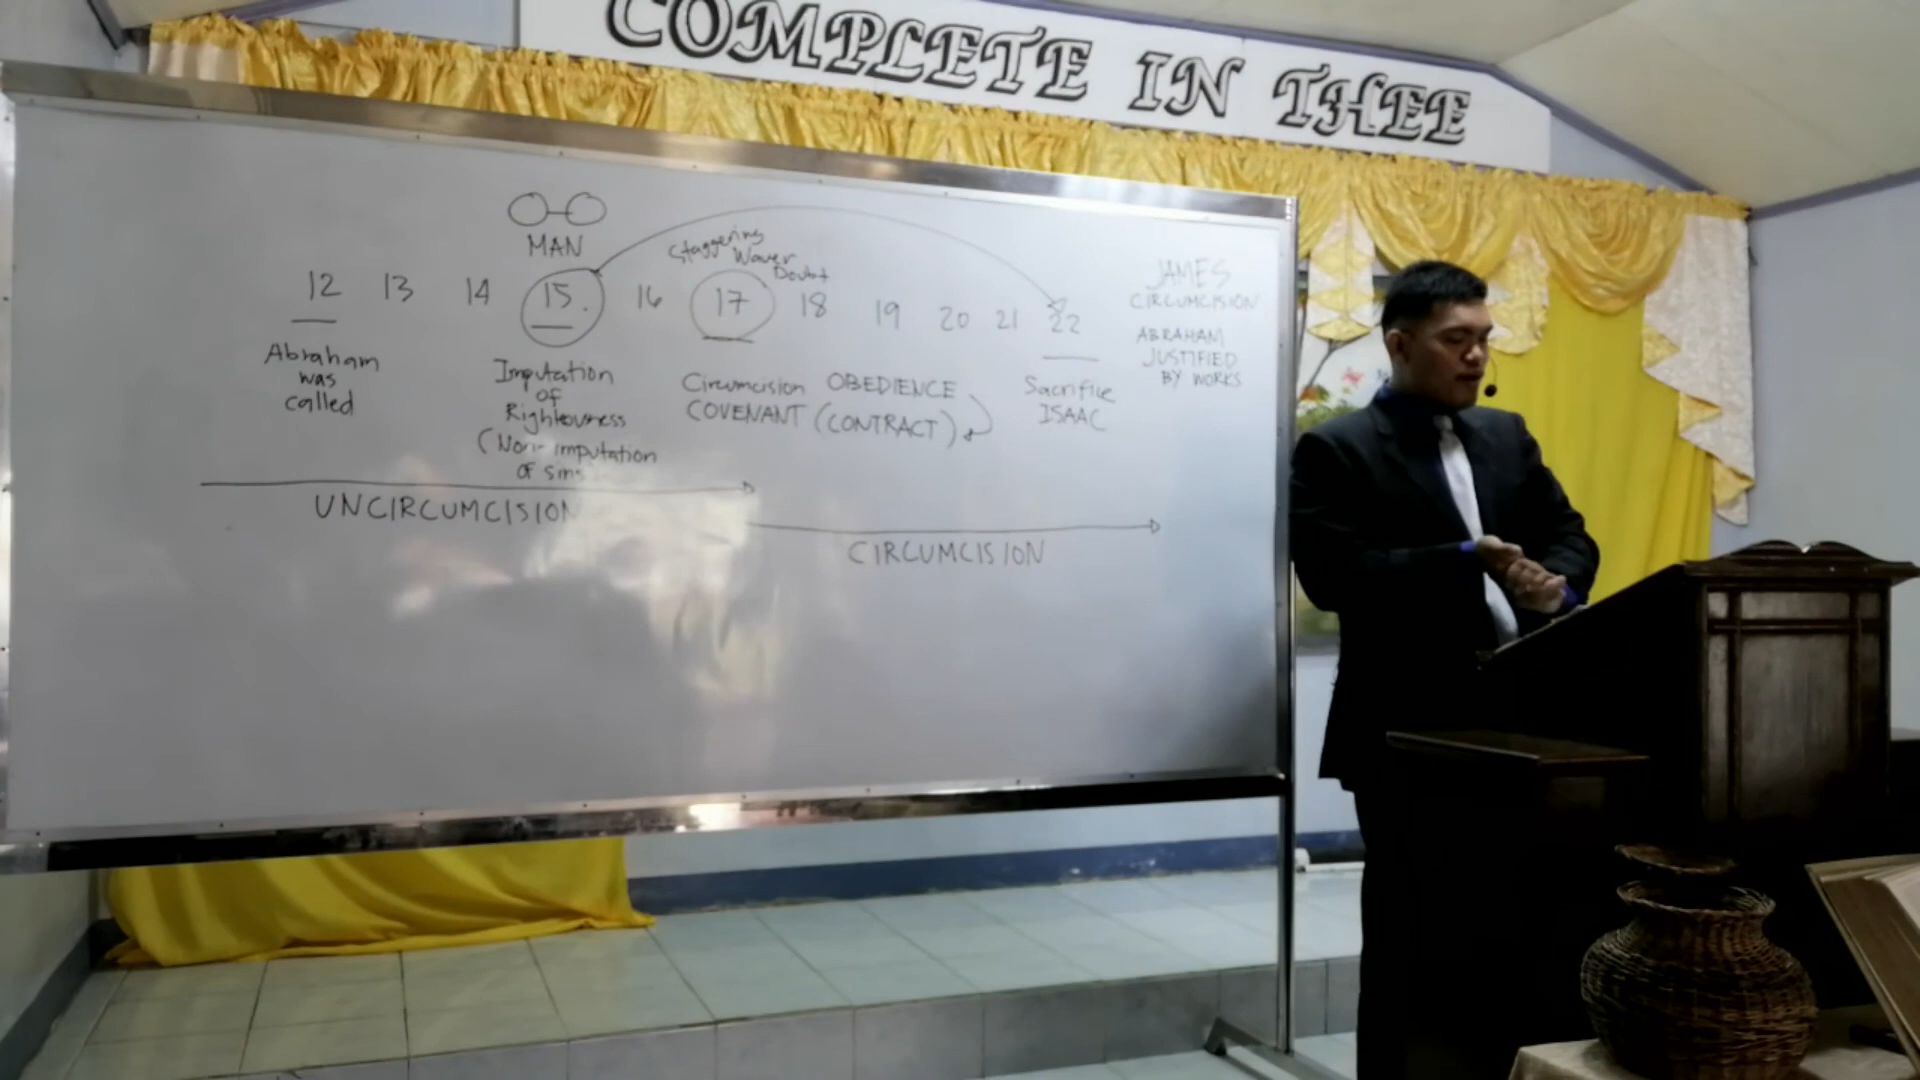 COMPLETE IN THEE
MAN
Staggering
Waver
Doubt
12 13 14 15. 16 17 18 19 20 21 22
Abraham
was
called
Imputation
of
Righteousness
(Non-imputation
of sins
Circumcision OBEDIENCE
COVENANT (CONTRACT)
Sacrifice
ISAAC
JAMES
CIRCUMCISION
ABRAHAM
JUSTIFIED
BY WORKS
UNCIRCUMCISION
CIRCUMCISION